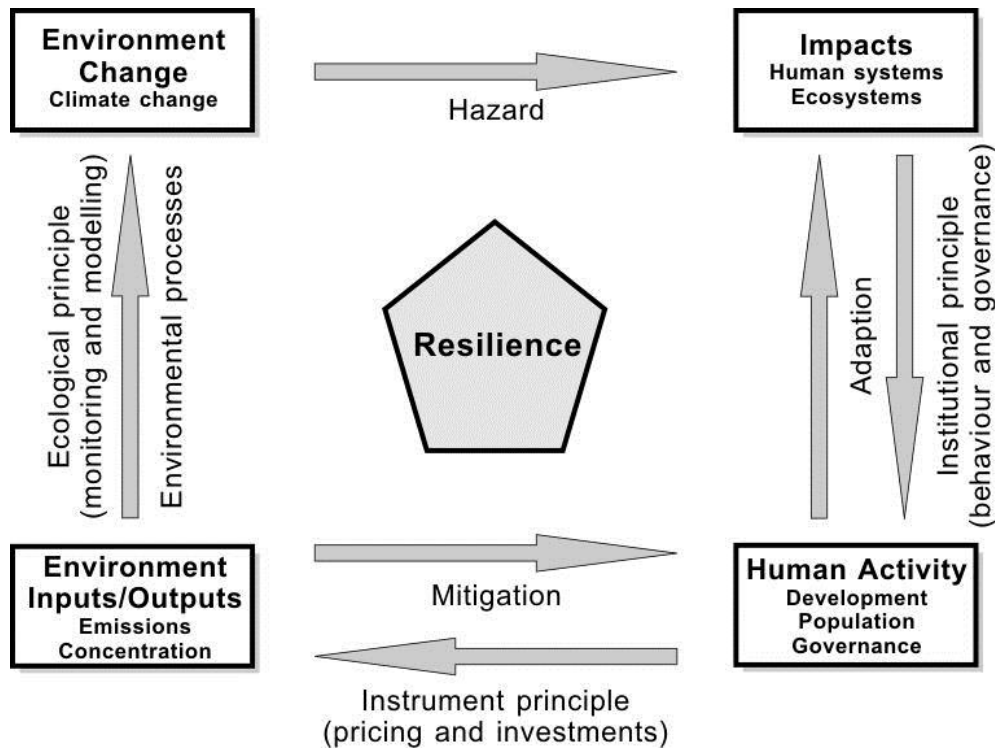 Environment
Change
Climate change
Hazard
Impacts
Human systems
Ecosystems
Ecological principle
(monitoring and modelling)
Environmental processes
Resilience
Adaption
Institutional principle
(behaviour and governance)
Environment
Inputs/Outputs
Emissions
Concentration
Mitigation
Instrument principle
(pricing and investments)
Human Activity
Development
Population
Governance